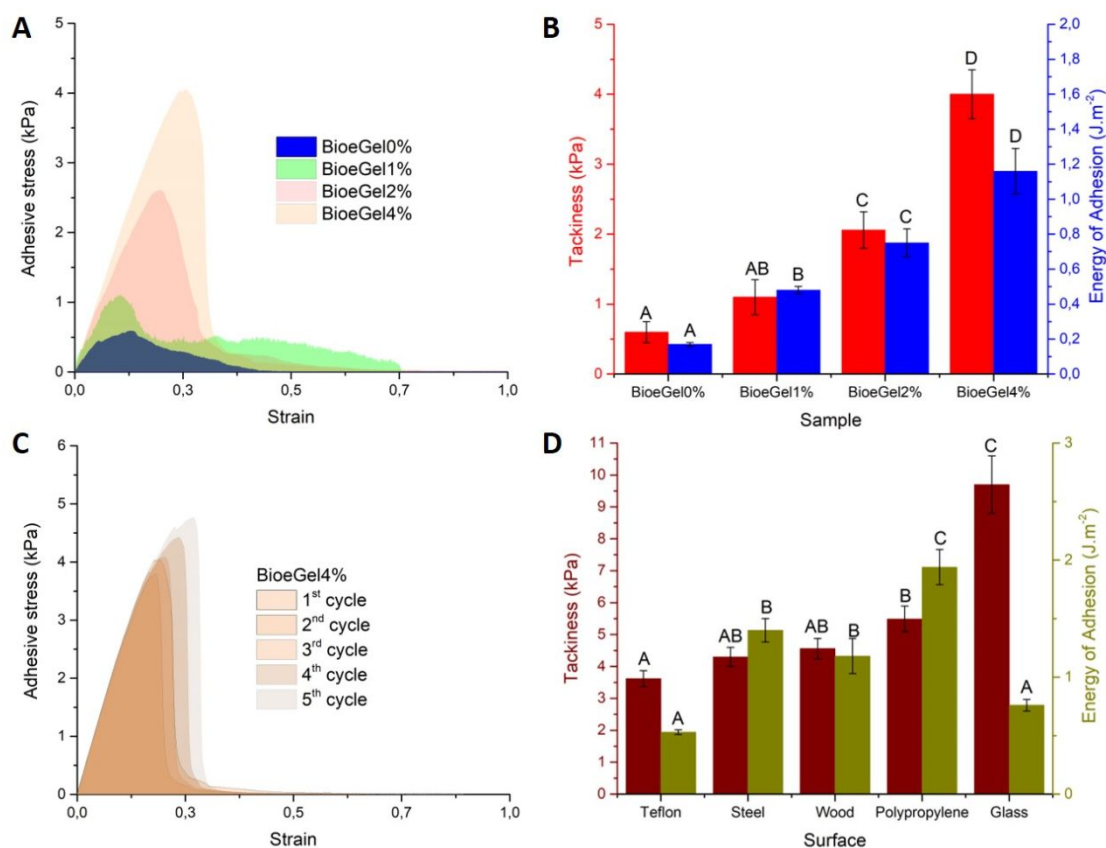 A
Adhesive stress (kPa)
5
4
3
2
1
0
0,0
0,3
0,5
0,7
1,0
Strain
BioeGel0%
BioeGel1%
BioeGel2%
BioeGel4%
B
Tackiness (kPa)
5
4
3
2
1
0
A
A
AB
B
C
C
D
D
2,0
1,8
1,6
1,4
1,2
1,0
0,8
0,6
0,4
0,2
0,0
Energy of Adhesion (J.m-2)
BioeGel0%
BioeGel1%
BioeGel2%
BioeGel4%
Sample
C
Adhesive stress (kPa)
6
5
4
3
2
1
0
0,0
0,3
0,5
0,7
1,0
Strain
BioeGel4%
1st cycle
2nd cycle
3rd cycle
4th cycle
5th cycle
D
Tackiness (kPa)
11
10
9
8
7
6
5
4
3
2
1
0
A
A
AB
B
AB
B
B
C
C
A
3
2
1
0
Energy of Adhesion (J.m-2)
Teflon
Steel
Wood
Polypropylene
Glass
Surface